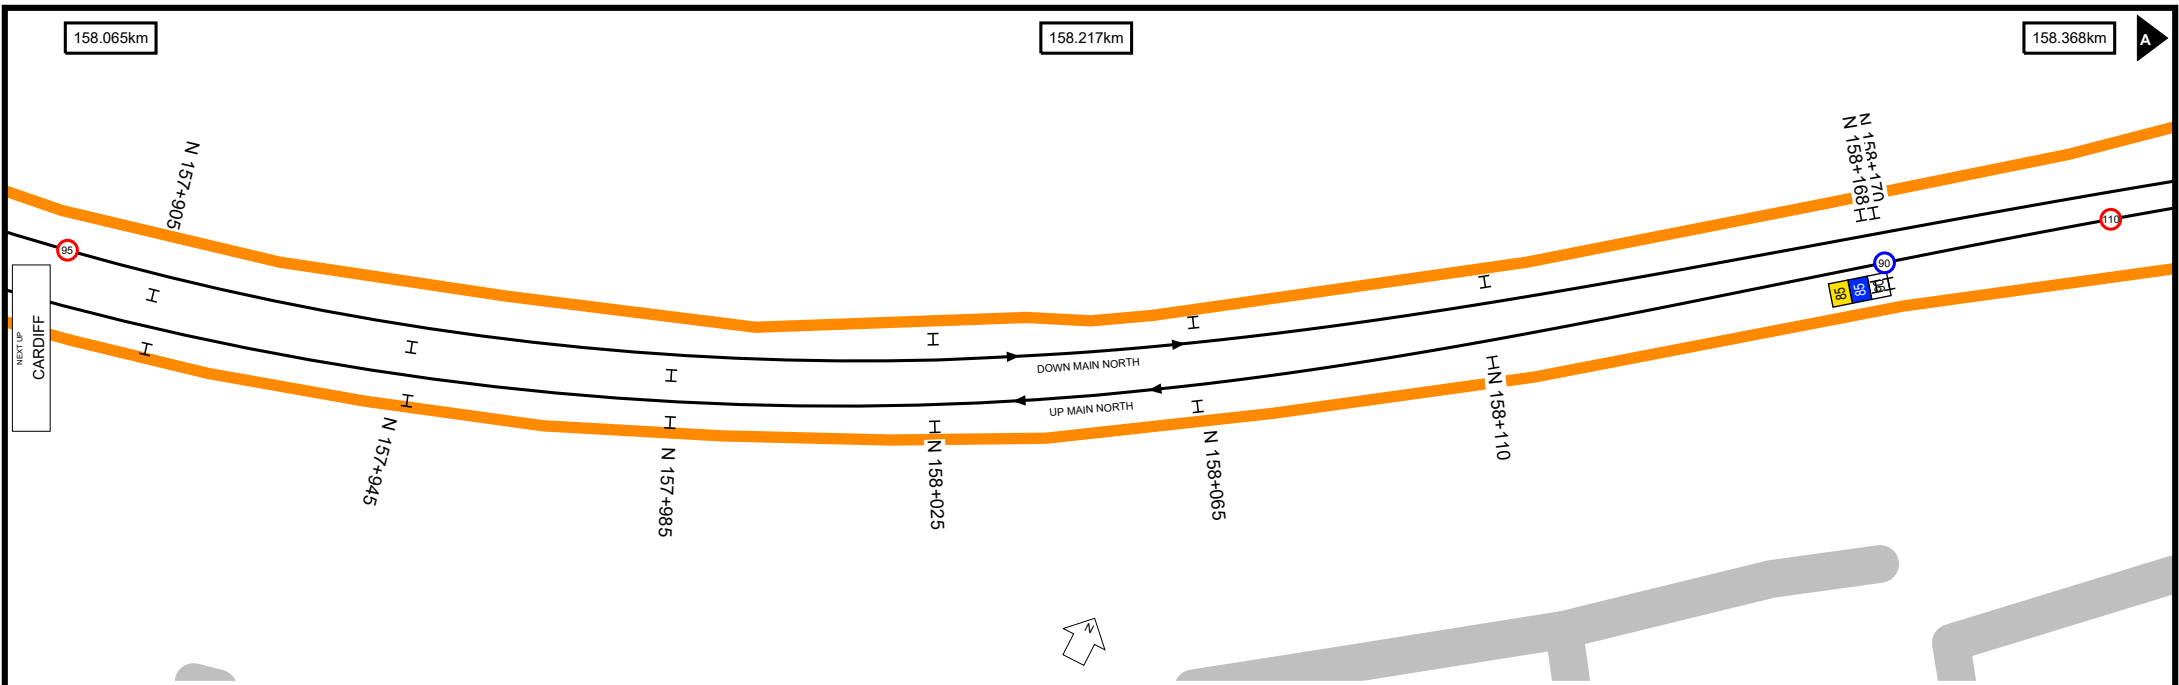 158.065km
158.217km
158.368km
A
N 157+905
N 158+170
N 158+168
95
110
90
85
85
NEXT UP
CARDIFF
DOWN MAIN NORTH
UP MAIN NORTH
N 157+945
N 157+985
N 158+025
N 158+065
N 158+110
N